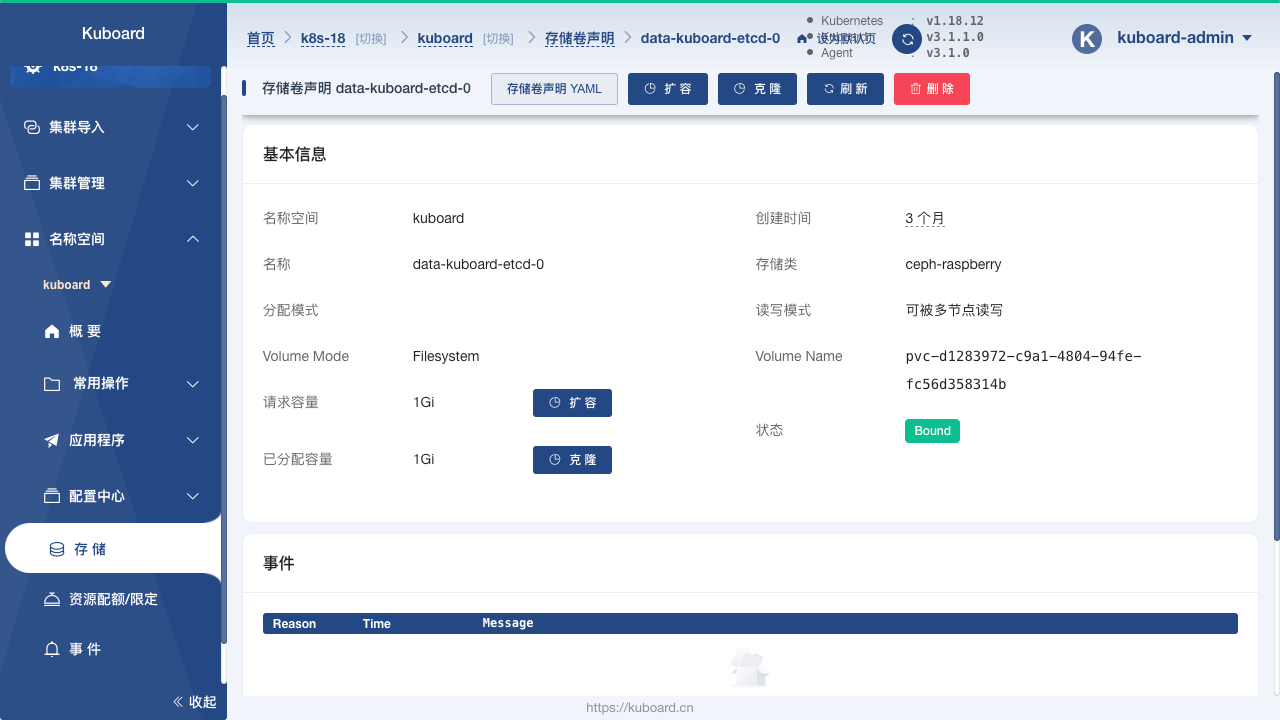 Kuboard
k8s-18
集群导入
集群管理
名称空间
kuboard
概 要
常用操作
应用程序
配置中心
存 储
资源配额/限定
事 件
收起
首页
k8s-18 [切换]
kuboard [切换]
存储卷声明
data-kuboard-etcd-0
设为默认页
Kubernetes : v1.18.12
: v3.1.1.0
Agent : v3.1.0
K
kuboard-admin
存储卷声明 data-kuboard-etcd-0
存储卷声明 YAML
扩 容
克 隆
刷 新
删 除
基本信息
名称空间 kuboard
创建时间 3 个月
名称 data-kuboard-etcd-0
存储类 ceph-raspberry
分配模式
读写模式 可被多节点读写
Volume Mode Filesystem
Volume Name pvc-d1283972-c9a1-4804-94fe-
fc56d358314b
请求容量 1Gi 扩 容
状态 Bound
已分配容量 1Gi 克 隆
事件
Reason Time Message
https://kuboard.cn